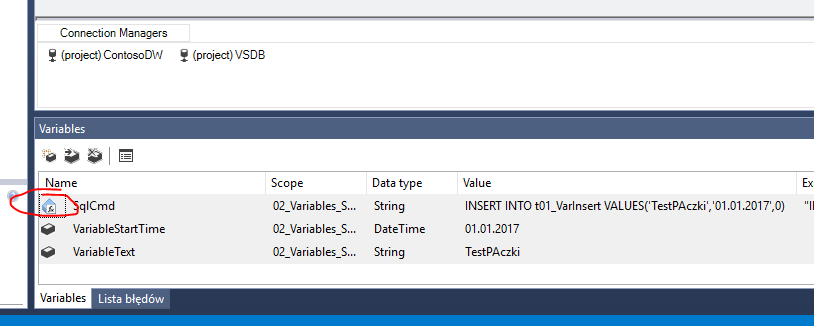 Connection Managers
(project) ContosoDW (project) VSDB
Variables
Name Scope Data type Value Ex
SqlCmd 02_Variables_S... String INSERT INTO t01_VarInsert VALUES('TestPAczki','01.01.2017',0) "I
VariableStartTime 02_Variables_S... DateTime 01.01.2017
VariableText 02_Variables_S... String TestPAczki
Variables Lista błędów